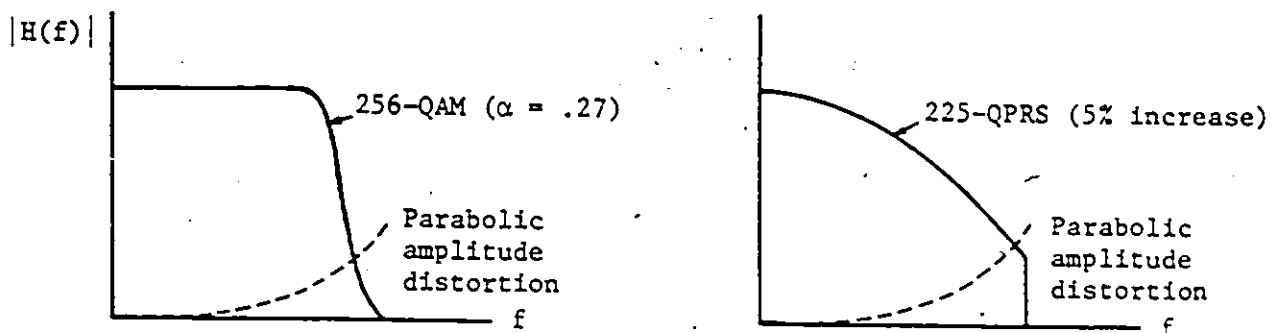 |H(f)|
256-QAM (α = .27)
Parabolic
amplitude
distortion
f
225-QPRS (5% increase)
Parabolic
amplitude
distortion
f